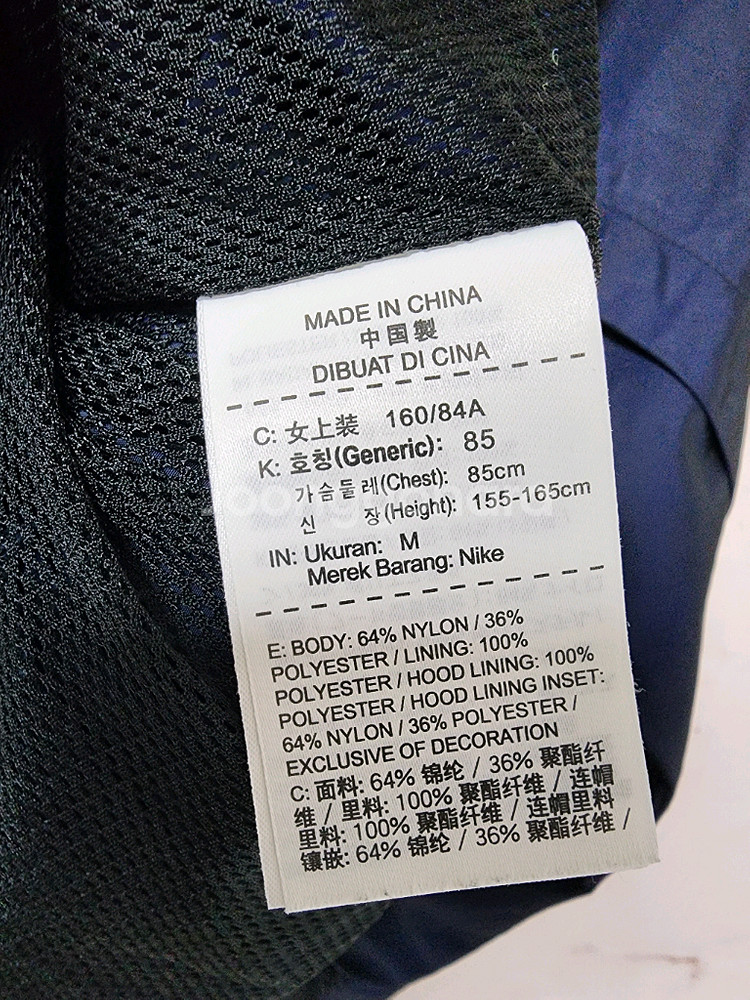 MADE IN CHINA
中国製
DIBUAT DI CINA
C: 女上装 160/84A
K: 호칭(Generic): 85
가슴둘레(Chest): 85cm
신 장(Height): 155-165cm
IN: Ukuran: M
Merek Barang: Nike
E: BODY: 64% NYLON / 36%
POLYESTER / LINING: 100%
POLYESTER / HOOD LINING: 100%
POLYESTER / HOOD LINING INSET:
64% NYLON / 36% POLYESTER /
EXCLUSIVE OF DECORATION
C: 面料: 64% 锦纶 / 36% 聚酯纤
维 / 里料: 100% 聚酯纤维 / 连帽
里料: 100% 聚酯纤维 / 连帽里料
镶嵌: 64% 锦纶 / 36% 聚酯纤维 /